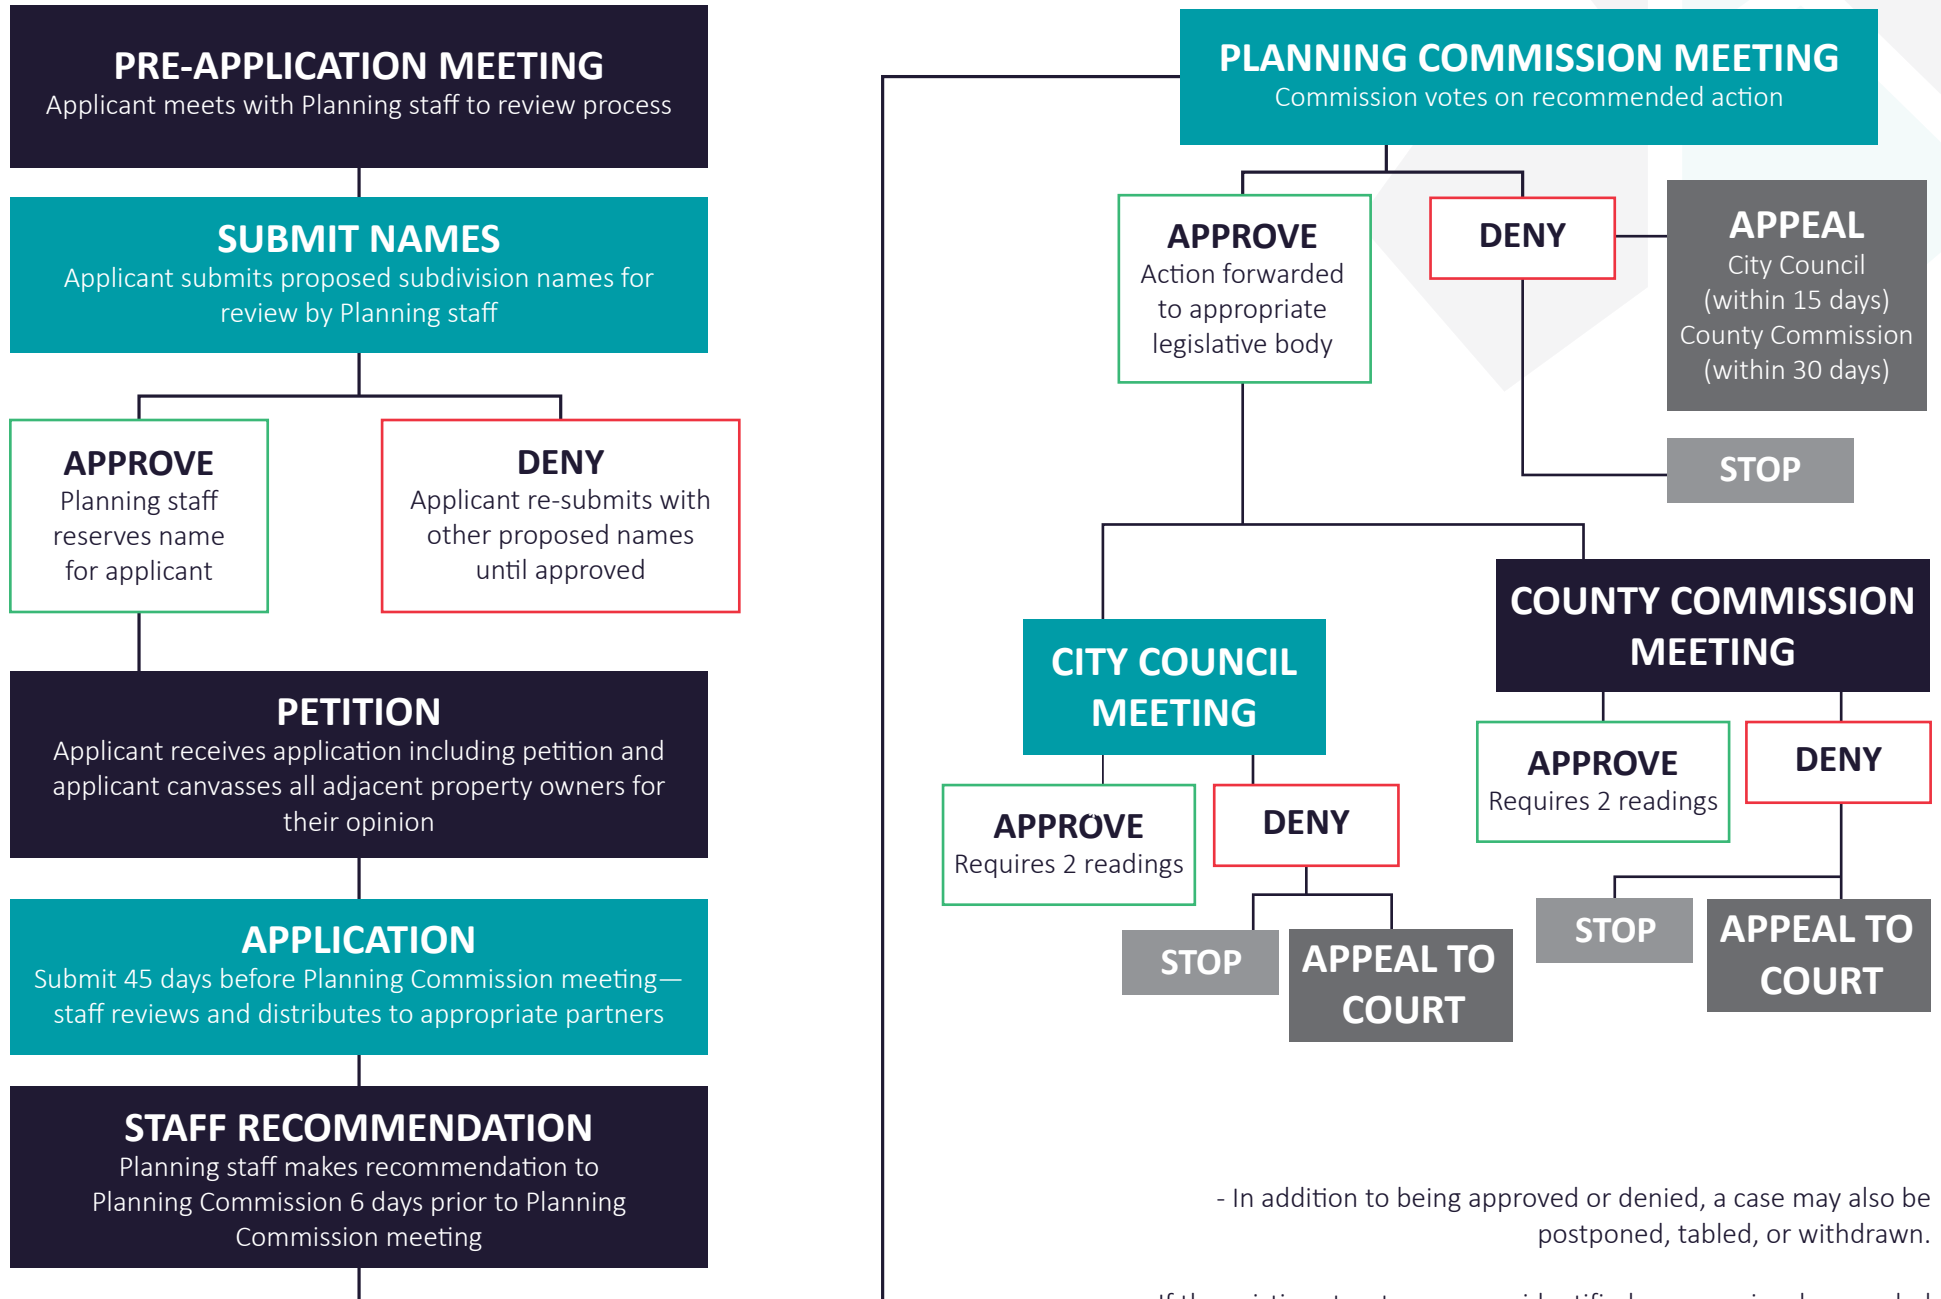 PRE-APPLICATION MEETING
Applicant meets with Planning staff to review process
SUBMIT NAMES
Applicant submits proposed subdivision names for
review by Planning staff
APPROVE
Planning staff
reserves name
for applicant
DENY
Applicant re-submits with
other proposed names
until approved
PETITION
Applicant receives application including petition and
applicant canvasses all adjacent property owners for
their opinion
APPLICATION
Submit 45 days before Planning Commission meeting—
staff reviews and distributes to appropriate partners
STAFF RECOMMENDATION
Planning staff makes recommendation to
Planning Commission 6 days prior to Planning
Commission meeting
PLANNING COMMISSION MEETING
Commission votes on recommended action
APPROVE
Action forwarded
to appropriate
legislative body
DENY
APPEAL
City Council
(within 15 days)
County Commission
(within 30 days)
STOP
CITY COUNCIL
MEETING
APPROVE
Requires 2 readings
DENY
STOP
APPEAL TO
COURT
COUNTY COMMISSION
MEETING
APPROVE
Requires 2 readings
DENY
STOP
APPEAL TO
COURT
- In addition to being approved or denied, a case may also be
postponed, tabled, or withdrawn.